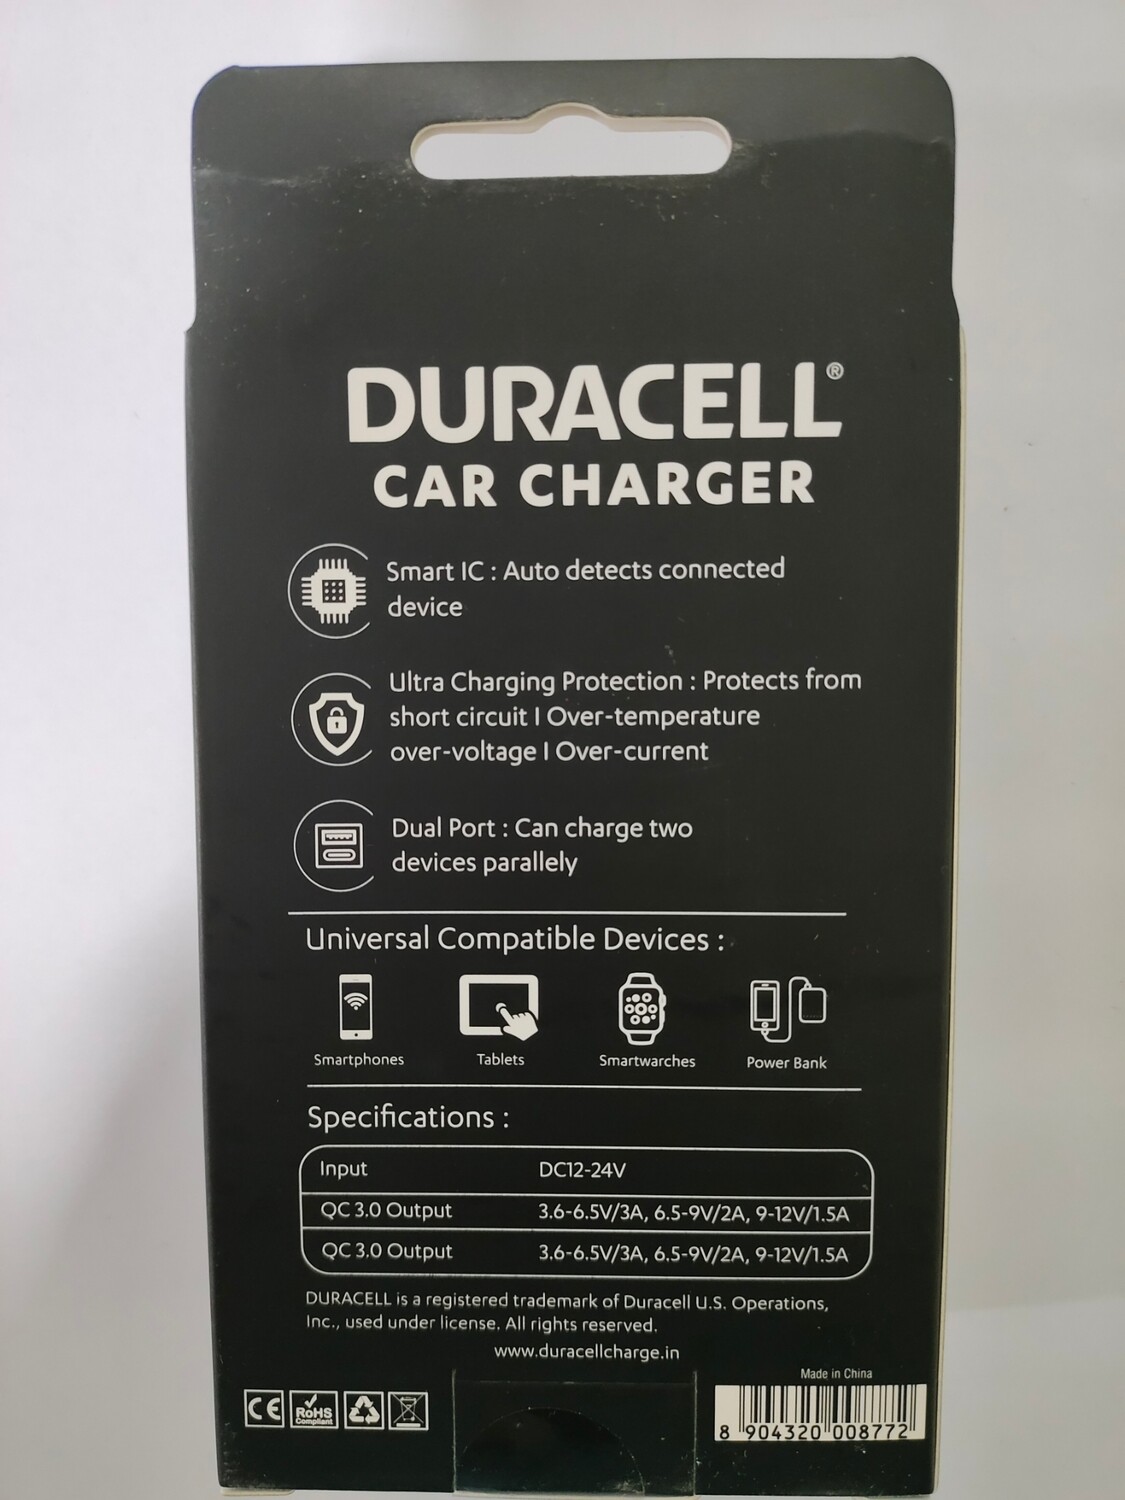 DURACELL®
CAR CHARGER
Smart IC : Auto detects connected
device
Ultra Charging Protection : Protects from
short circuit I Over-temperature
over-voltage I Over-current
Dual Port : Can charge two
devices parallely
Universal Compatible Devices :
Smartphones Tablets Smartwarches Power Bank
Specifications :
Input DC12-24V
QC 3.0 Output 3.6-6.5V/3A, 6.5-9V/2A, 9-12V/1.5A
QC 3.0 Output 3.6-6.5V/3A, 6.5-9V/2A, 9-12V/1.5A
DURACELL is a registered trademark of Duracell U.S. Operations,
Inc., used under license. All rights reserved.
www.duracellcharge.in
Made in China
CE RoHS
Compliant
8 904320 008772